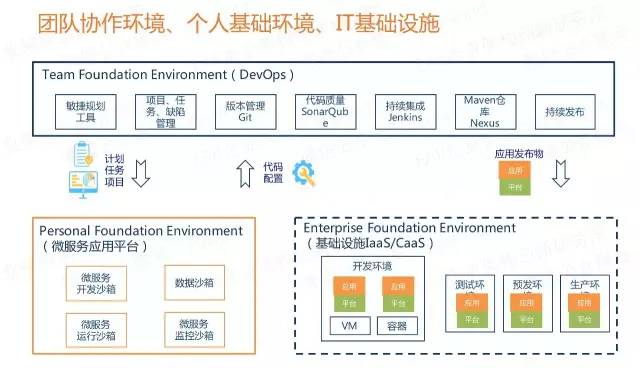 团队协作环境、个人基础环境、IT基础设施
Team Foundation Environment（DevOps）
敏捷规划
工具
项目、任
务、缺陷
管理
版本管理
Git
代码质量
SonarQub
e
持续集成
Jenkins
Maven仓
库
Nexus
持续发布
计划
任务
项目
代码
配置
应用发布物
应用
平台
Personal Foundation Environment
（微服务应用平台）
微服务
开发沙箱
数据沙箱
微服务
运行沙箱
微服务
监控沙箱
Enterprise Foundation Environment
（基础设施IaaS/CaaS）
开发环境
应用
平台
应用
平台
VM
容器
测试环
应用
平台
预发环
应用
平台
生产环
应用
平台